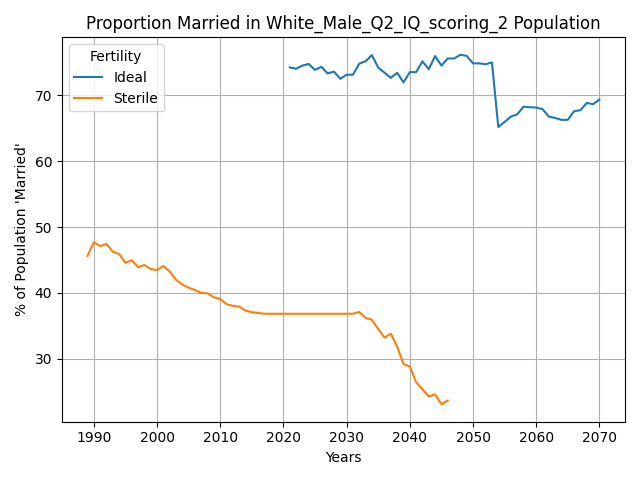 Proportion Married in White_Male_Q2_IQ_scoring_2 Population
Fertility
Ideal
Sterile
% of Population 'Married'
70
60
50
40
30
1990 2000 2010 2020 2030 2040 2050 2060 2070
Years